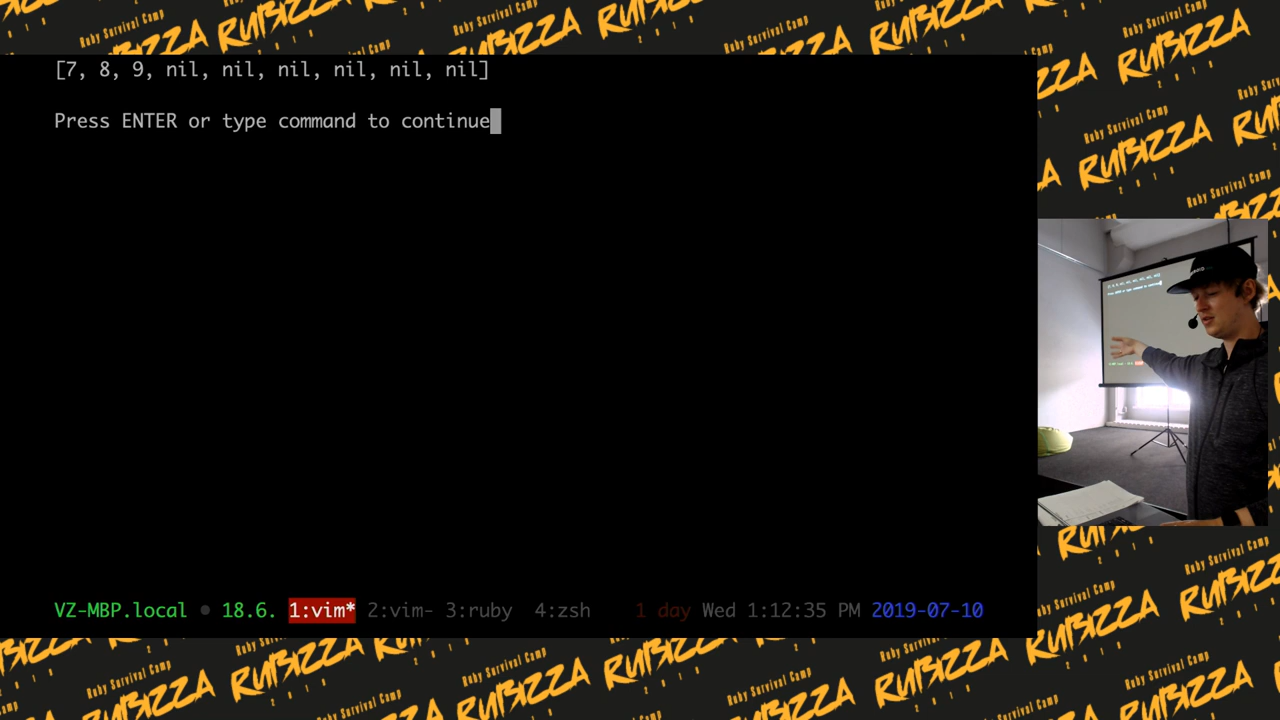 Ruby Survival Camp
RUBIZZA
2019
[7, 8, 9, nil, nil, nil, nil, nil, nil]
Press ENTER or type command to continue
VZ-MBP.local ● 18.6. 1:vim* 2:vim- 3:ruby 4:zsh 1 day Wed 1:12:35 PM 2019-07-10